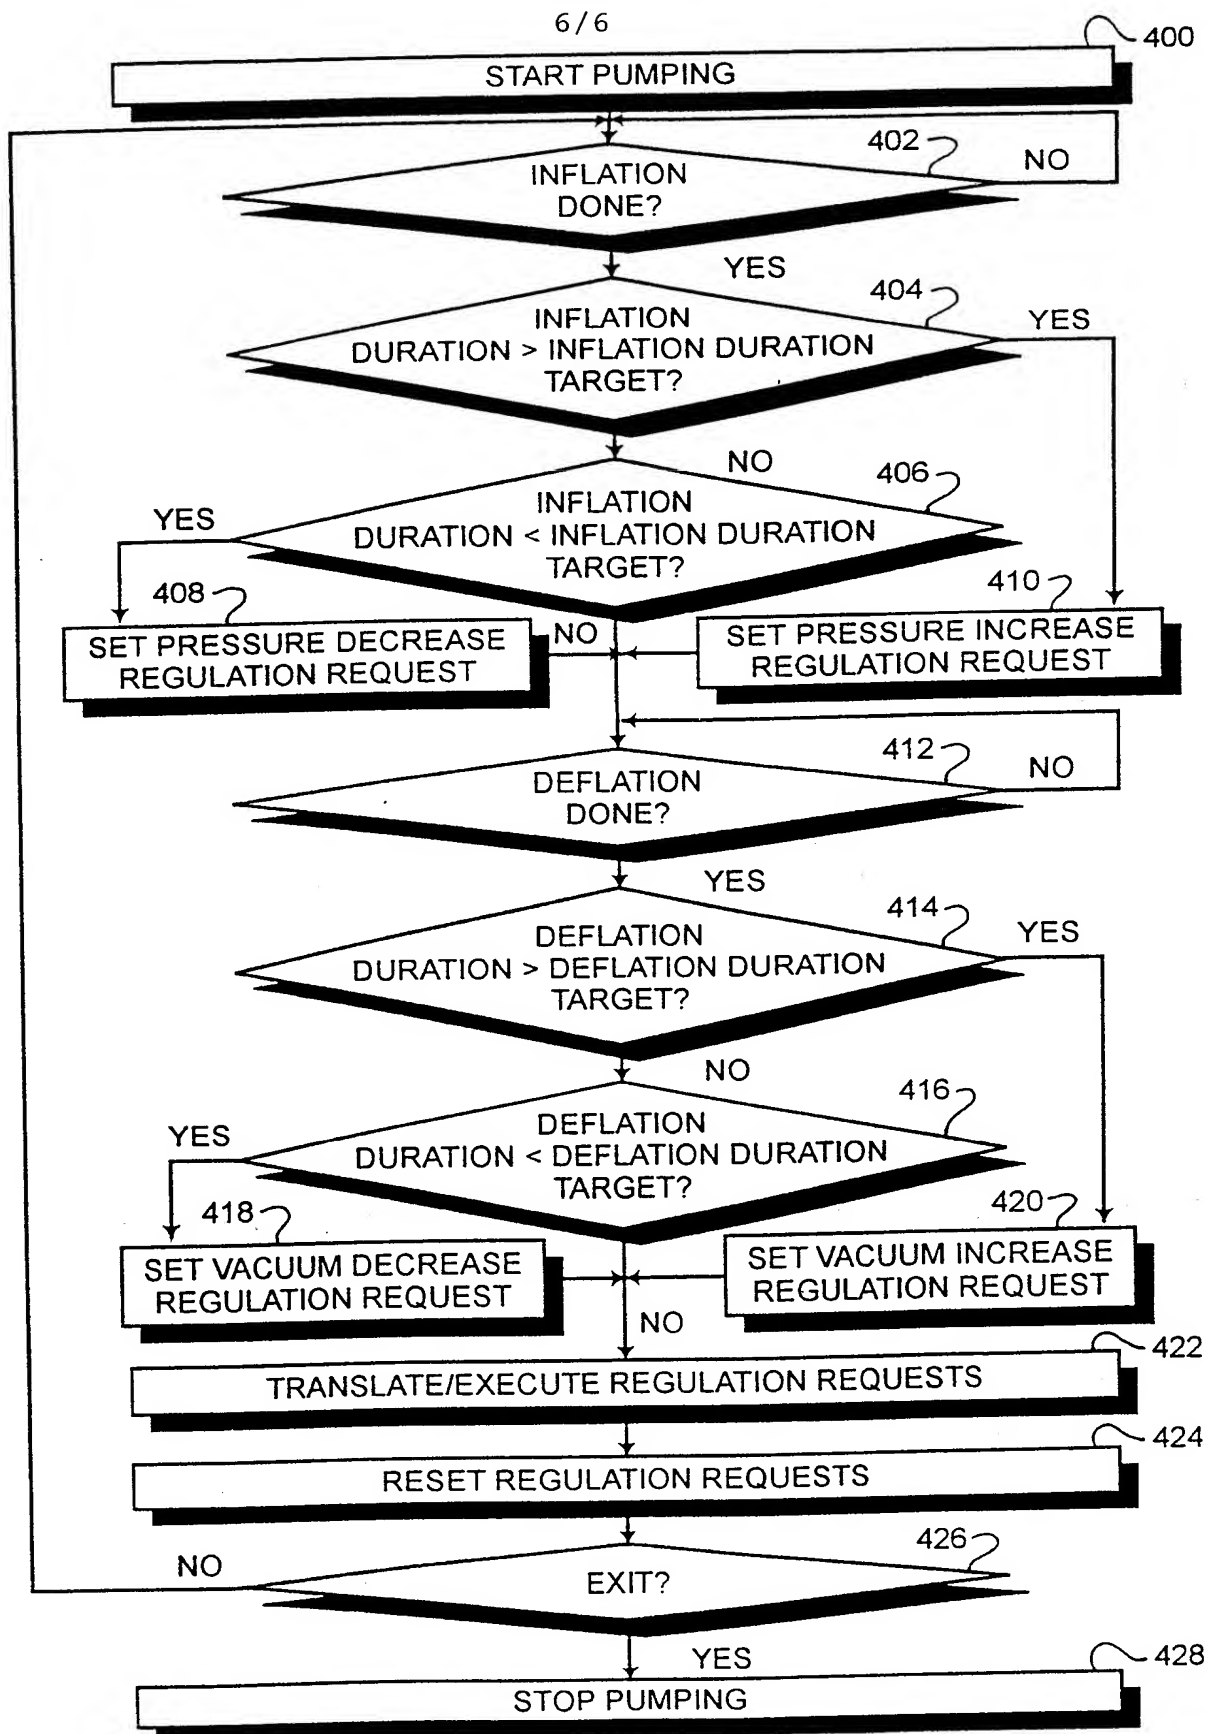 6/6
400
START PUMPING
402
NO
INFLATION
DONE?
YES
404
YES
INFLATION
DURATION > INFLATION DURATION
TARGET?
NO
406
YES
INFLATION
DURATION < INFLATION DURATION
TARGET?
408
410
SET PRESSURE DECREASE
REGULATION REQUEST
NO
SET PRESSURE INCREASE
REGULATION REQUEST
412
NO
DEFLATION
DONE?
YES
414
YES
DEFLATION
DURATION > DEFLATION DURATION
TARGET?
NO
416
YES
DEFLATION
DURATION < DEFLATION DURATION
TARGET?
418
420
SET VACUUM DECREASE
REGULATION REQUEST
SET VACUUM INCREASE
REGULATION REQUEST
NO
422
TRANSLATE/EXECUTE REGULATION REQUESTS
424
RESET REGULATION REQUESTS
426
NO
EXIT?
YES
428
STOP PUMPING